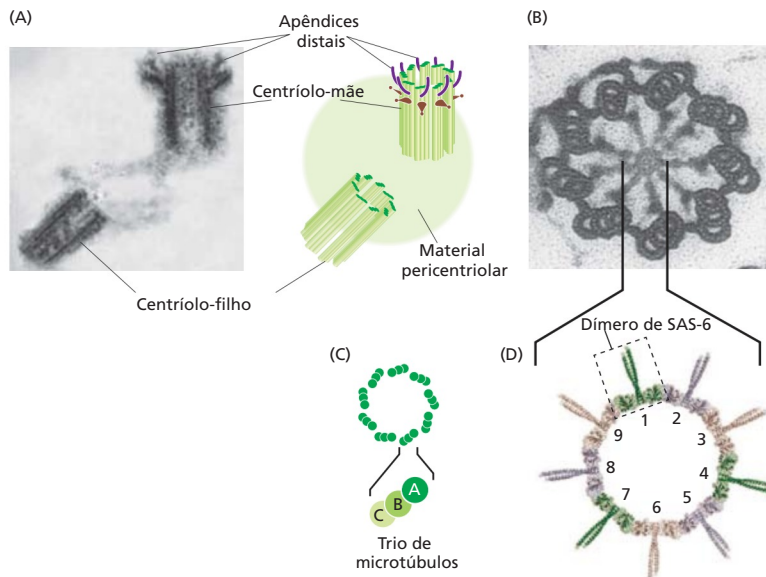 (A)
Apêndices
distais
Centríolo-mãe
Material
pericentriolar
Centríolo-filho
(B)
Dímero de SAS-6
(C)
A
B
C
Trio de
microtúbulos
(D)
1
2
3
4
5
6
7
8
9